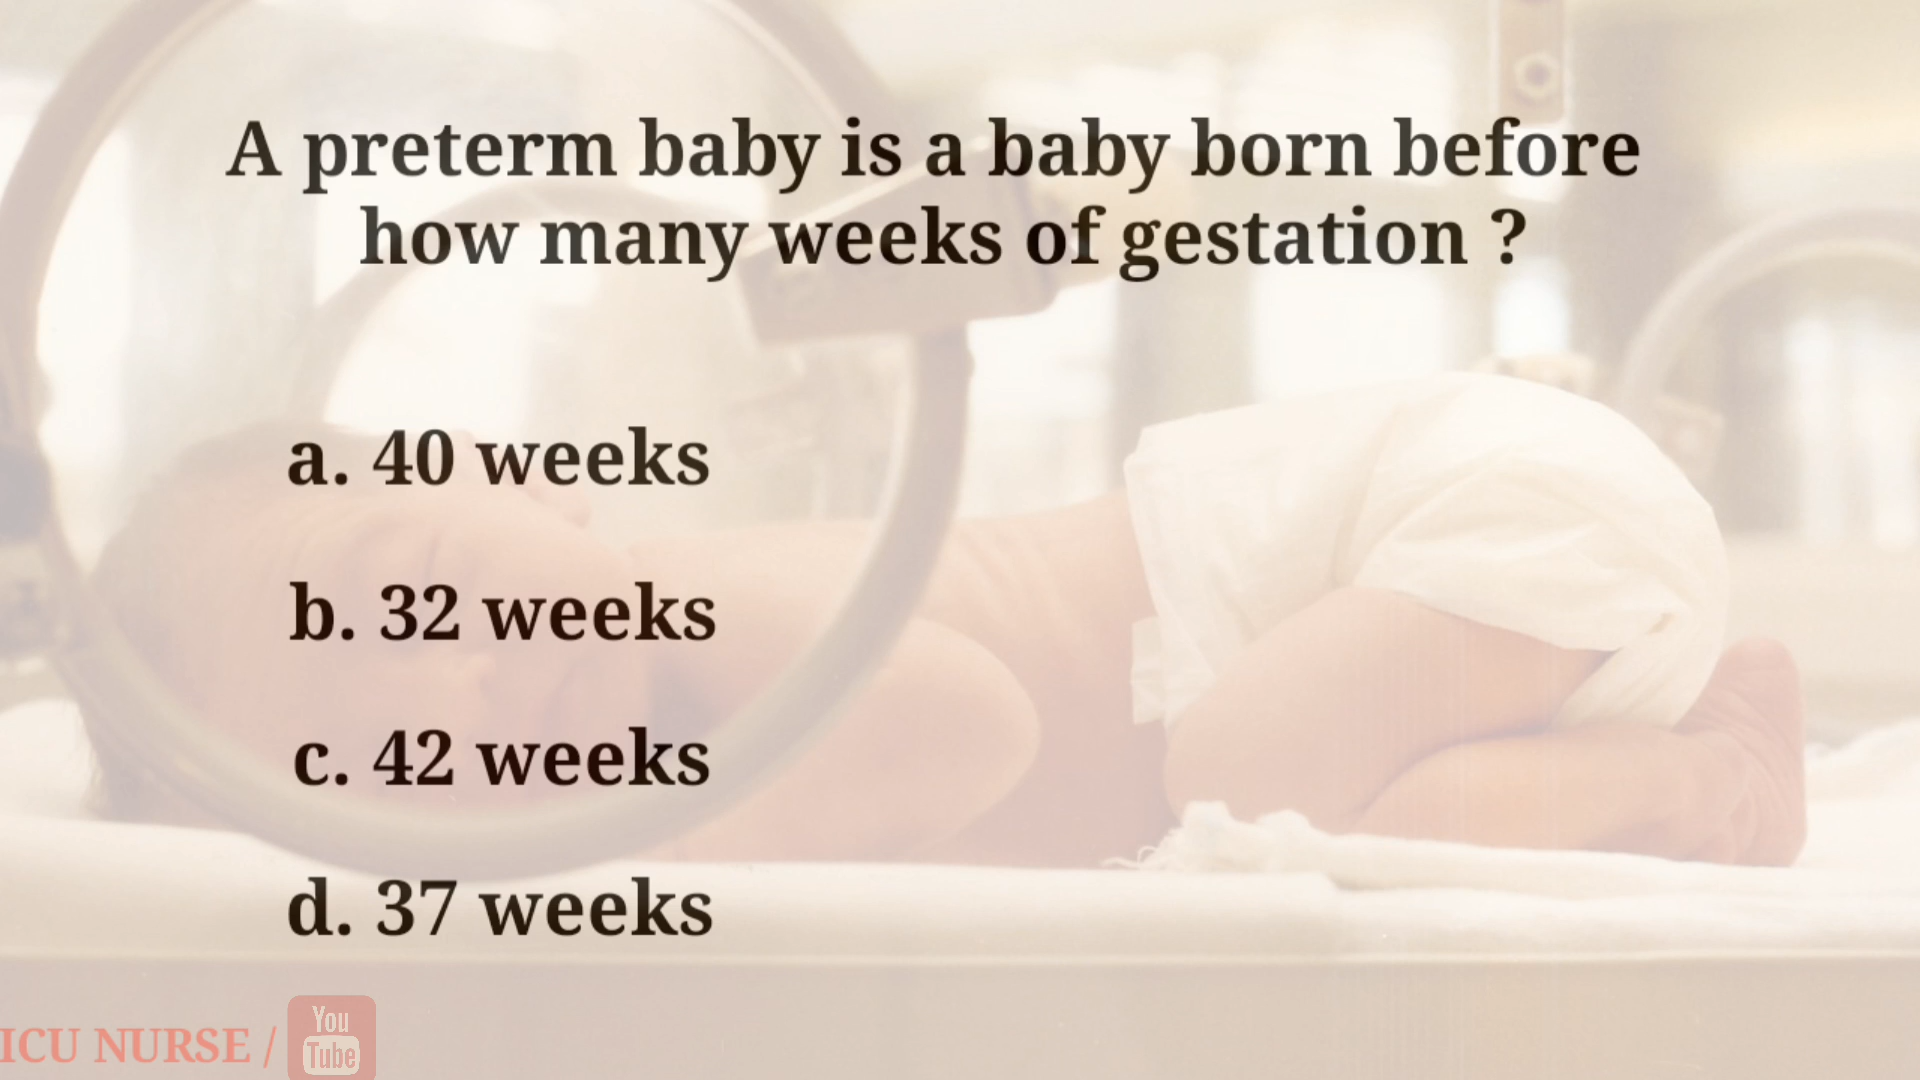 A preterm baby is a baby born before
how many weeks of gestation ?
a. 40 weeks
b. 32 weeks
c. 42 weeks
d. 37 weeks
ICU NURSE / You
Tube